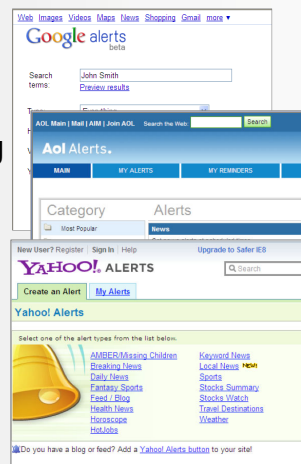 Web Images Videos Maps News Shopping Gmail more ▼
Google alerts
beta
Search terms: John Smith
Preview results
Everything
AOL Main | Mail | AIM | Join AOL Search the Web: Search
Aol Alerts.
MAIN MY ALERTS MY REMINDERS
Category Alerts
Most Popular News
New User? Register Sign In Help Upgrade to Safer IE8
YAHOO! ALERTS Search
Create an Alert My Alerts
Yahoo! Alerts
Select one of the alert types from the list below.
AMBER/Missing Children Keyword News
Breaking News Local News NEW!
Daily News Sports
Fantasy Sports Stocks Summary
Feed / Blog Stocks Watch
Health News Travel Destinations
Horoscope Weather
HotJobs
Do you have a blog or feed? Add a Yahoo! Alerts button to your site!